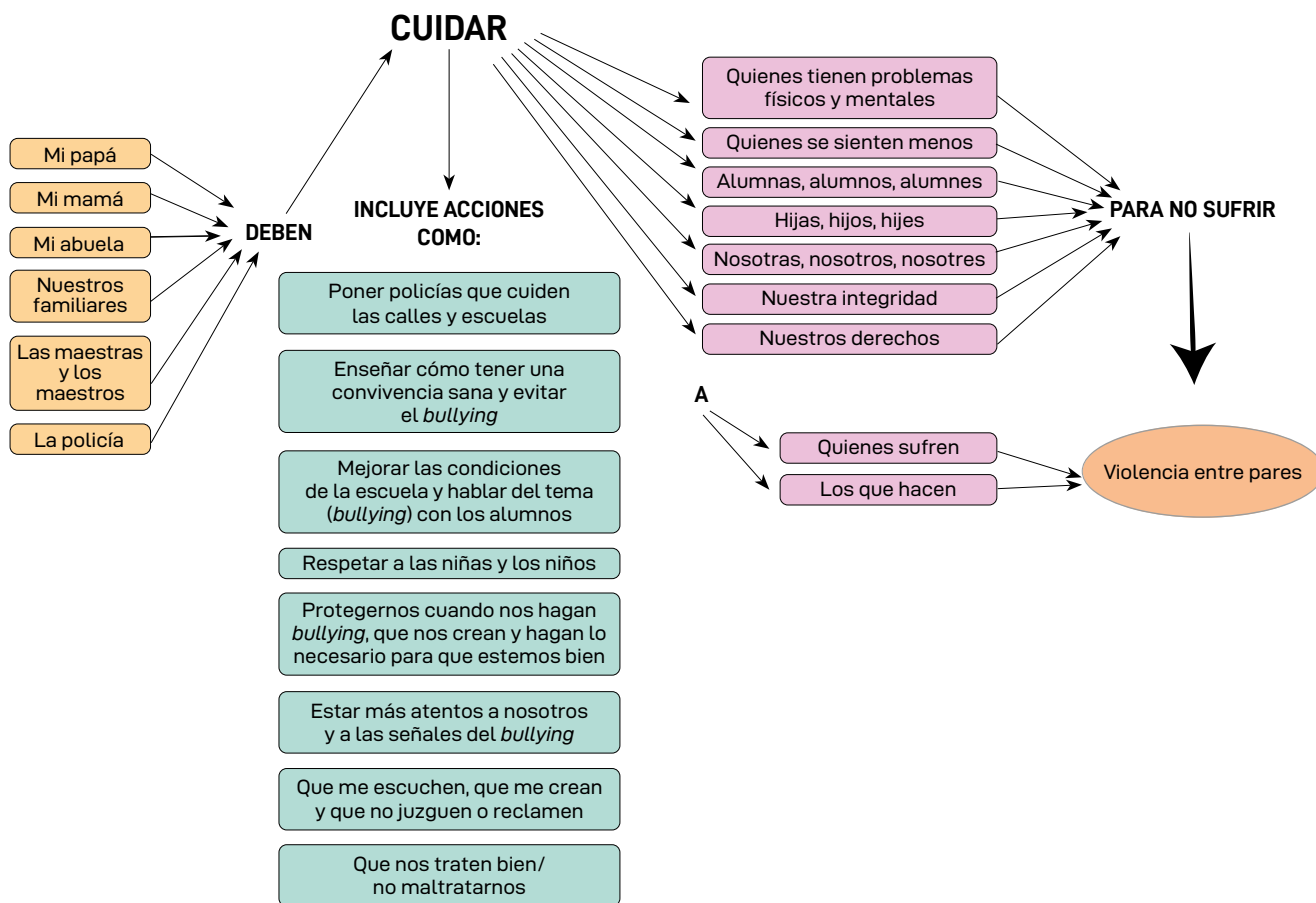 CUIDAR
Mi papá
Mi mamá
Mi abuela
Nuestros
familiares
Las maestras
y los
maestros
La policía
DEBEN
INCLUYE ACCIONES
COMO:
Poner policías que cuiden
las calles y escuelas
Enseñar cómo tener una
convivencia sana y evitar
el bullying
Mejorar las condiciones
de la escuela y hablar del tema
(bullying) con los alumnos
Respetar a las niñas y los niños
Protegernos cuando nos hagan
bullying, que nos crean y hagan lo
necesario para que estemos bien
Estar más atentos a nosotros
y a las señales del bullying
Que me escuchen, que me crean
y que no juzguen o reclamen
Que nos traten bien/
no maltratarnos
Quienes tienen problemas
físicos y mentales
Quienes se sienten menos
Alumnas, alumnos, alumnes
Hijas, hijos, hijes
Nosotras, nosotros, nosotres
Nuestra integridad
Nuestros derechos
PARA NO SUFRIR
A
Quienes sufren
Los que hacen
Violencia entre pares